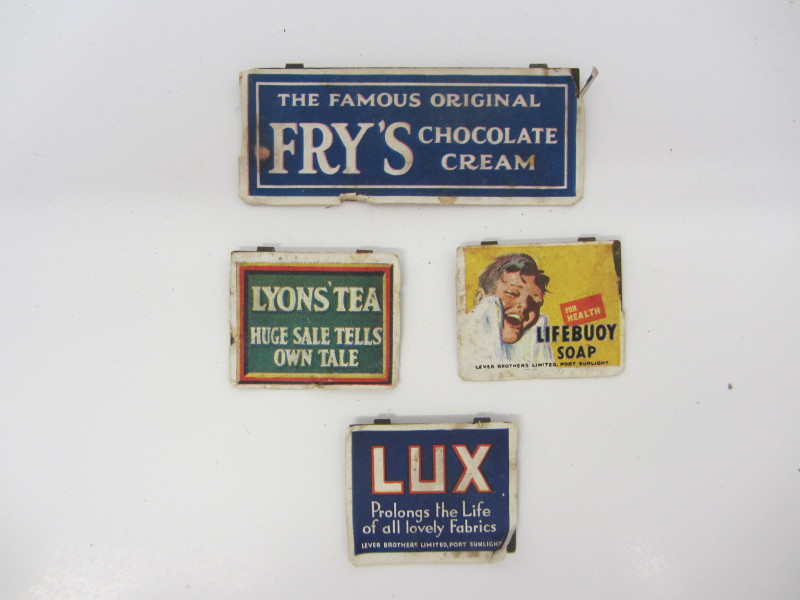 THE FAMOUS ORIGINAL
FRY'S CHOCOLATE
CREAM
LYONS' TEA
HUGE SALE TELLS
OWN TALE
FOR
HEALTH
LIFEBUOY
SOAP
LEVER BROTHERS LIMITED, PORT SUNLIGHT
LUX
Prolongs the Life
of all lovely Fabrics
LEVER BROTHERS LIMITED, PORT SUNLIGHT